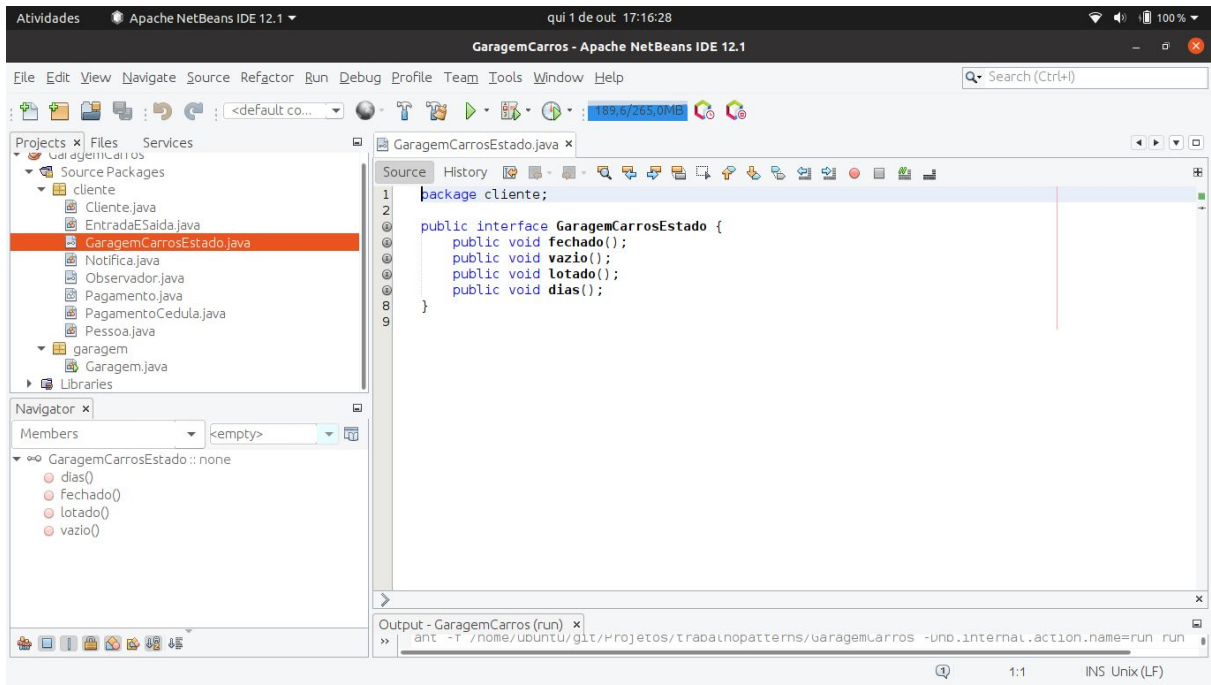 Atividades Apache NetBeans IDE 12.1 qui 1 de out 17:16:28 100 %
GaragemCarros - Apache NetBeans IDE 12.1
File Edit View Navigate Source Refactor Run Debug Profile Team Tools Window Help Search (Ctrl+I)
<default co... 189,6/265,0MB
Projects Files Services
GaragemCarros
Source Packages
cliente
Cliente.java
EntradaESaida.java
GaragemCarrosEstado.java
Notifica.java
Observador.java
Pagamento.java
PagamentoCedula.java
Pessoa.java
garagem
Garagem.java
Libraries
Navigator
Members <empty>
GaragemCarrosEstado :: none
dias()
fechado()
lotado()
vazio()
GaragemCarrosEstado.java
Source History
1 package cliente;
2
public interface GaragemCarrosEstado {
public void fechado();
public void vazio();
public void lotado();
public void dias();
8 }
9
Output - GaragemCarros (run)
ant -f /home/ubuntu/git/Projetos/trabalhopatterns/GaragemCarros -Dnb.internal.action.name=run run
1 1:1 INS Unix (LF)